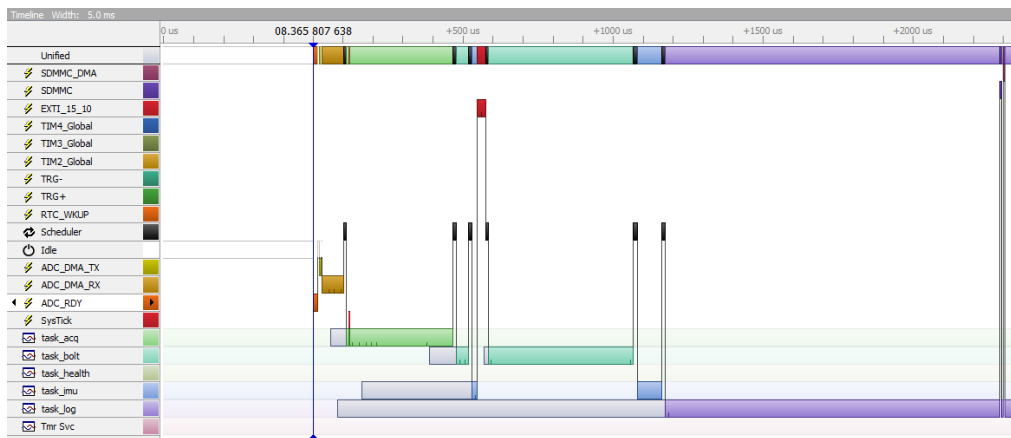 Timeline Width: 5.0 ms
0 us 08.365 807 638 +500 us +1000 us +1500 us +2000 us
Unified
SDMMC_DMA
SDMMC
EXTI_15_10
TIM4_Global
TIM3_Global
TIM2_Global
TRG-
TRG+
RTC_WKUP
Scheduler
Idle
ADC_DMA_TX
ADC_DMA_RX
ADC_RDY
SysTick
task_acq
task_bolt
task_health
task_imu
task_log
Tmr Svc